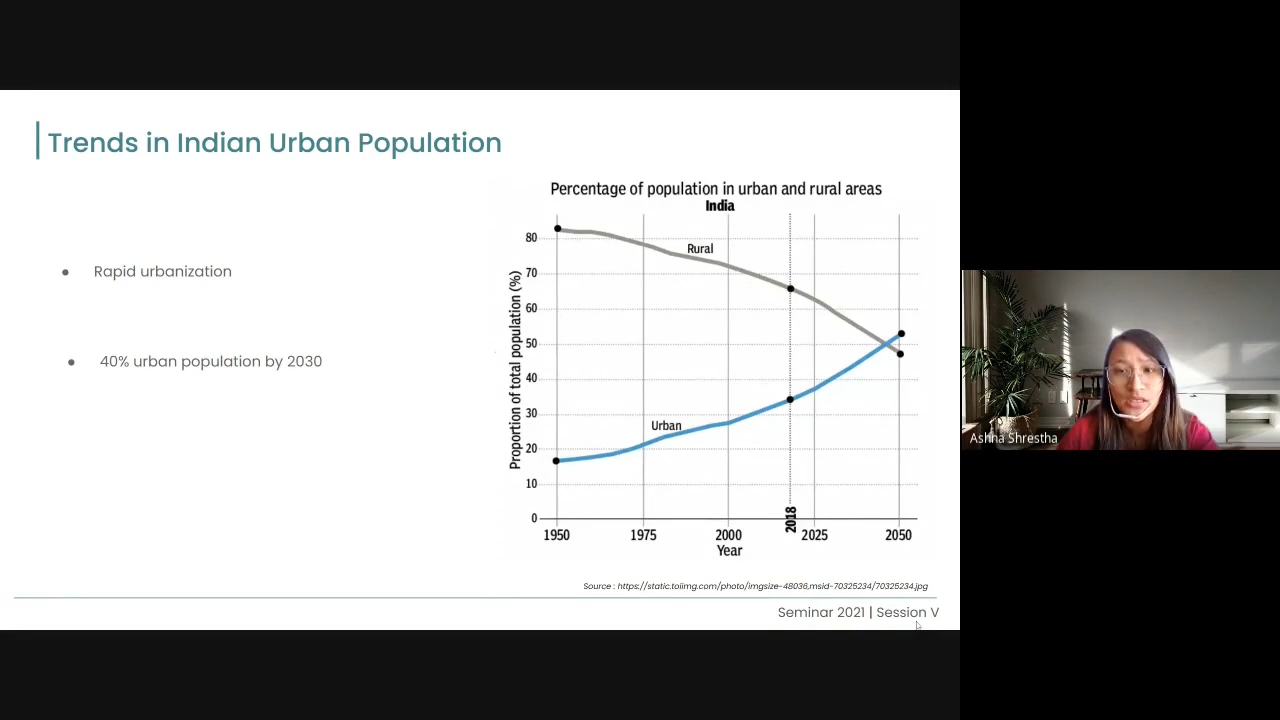 Trends in Indian Urban Population
Rapid urbanization
40% urban population by 2030
Percentage of population in urban and rural areas
India
Proportion of total population (%)
80
70
60
50
40
30
20
10
0
Rural
Urban
2018
1950
1975
2000
2025
2050
Year
Source : https://static.toiimg.com/photo/imgsize-48036,msid-70325234/70325234.jpg
Seminar 2021 | Session V
Ashna Shrestha